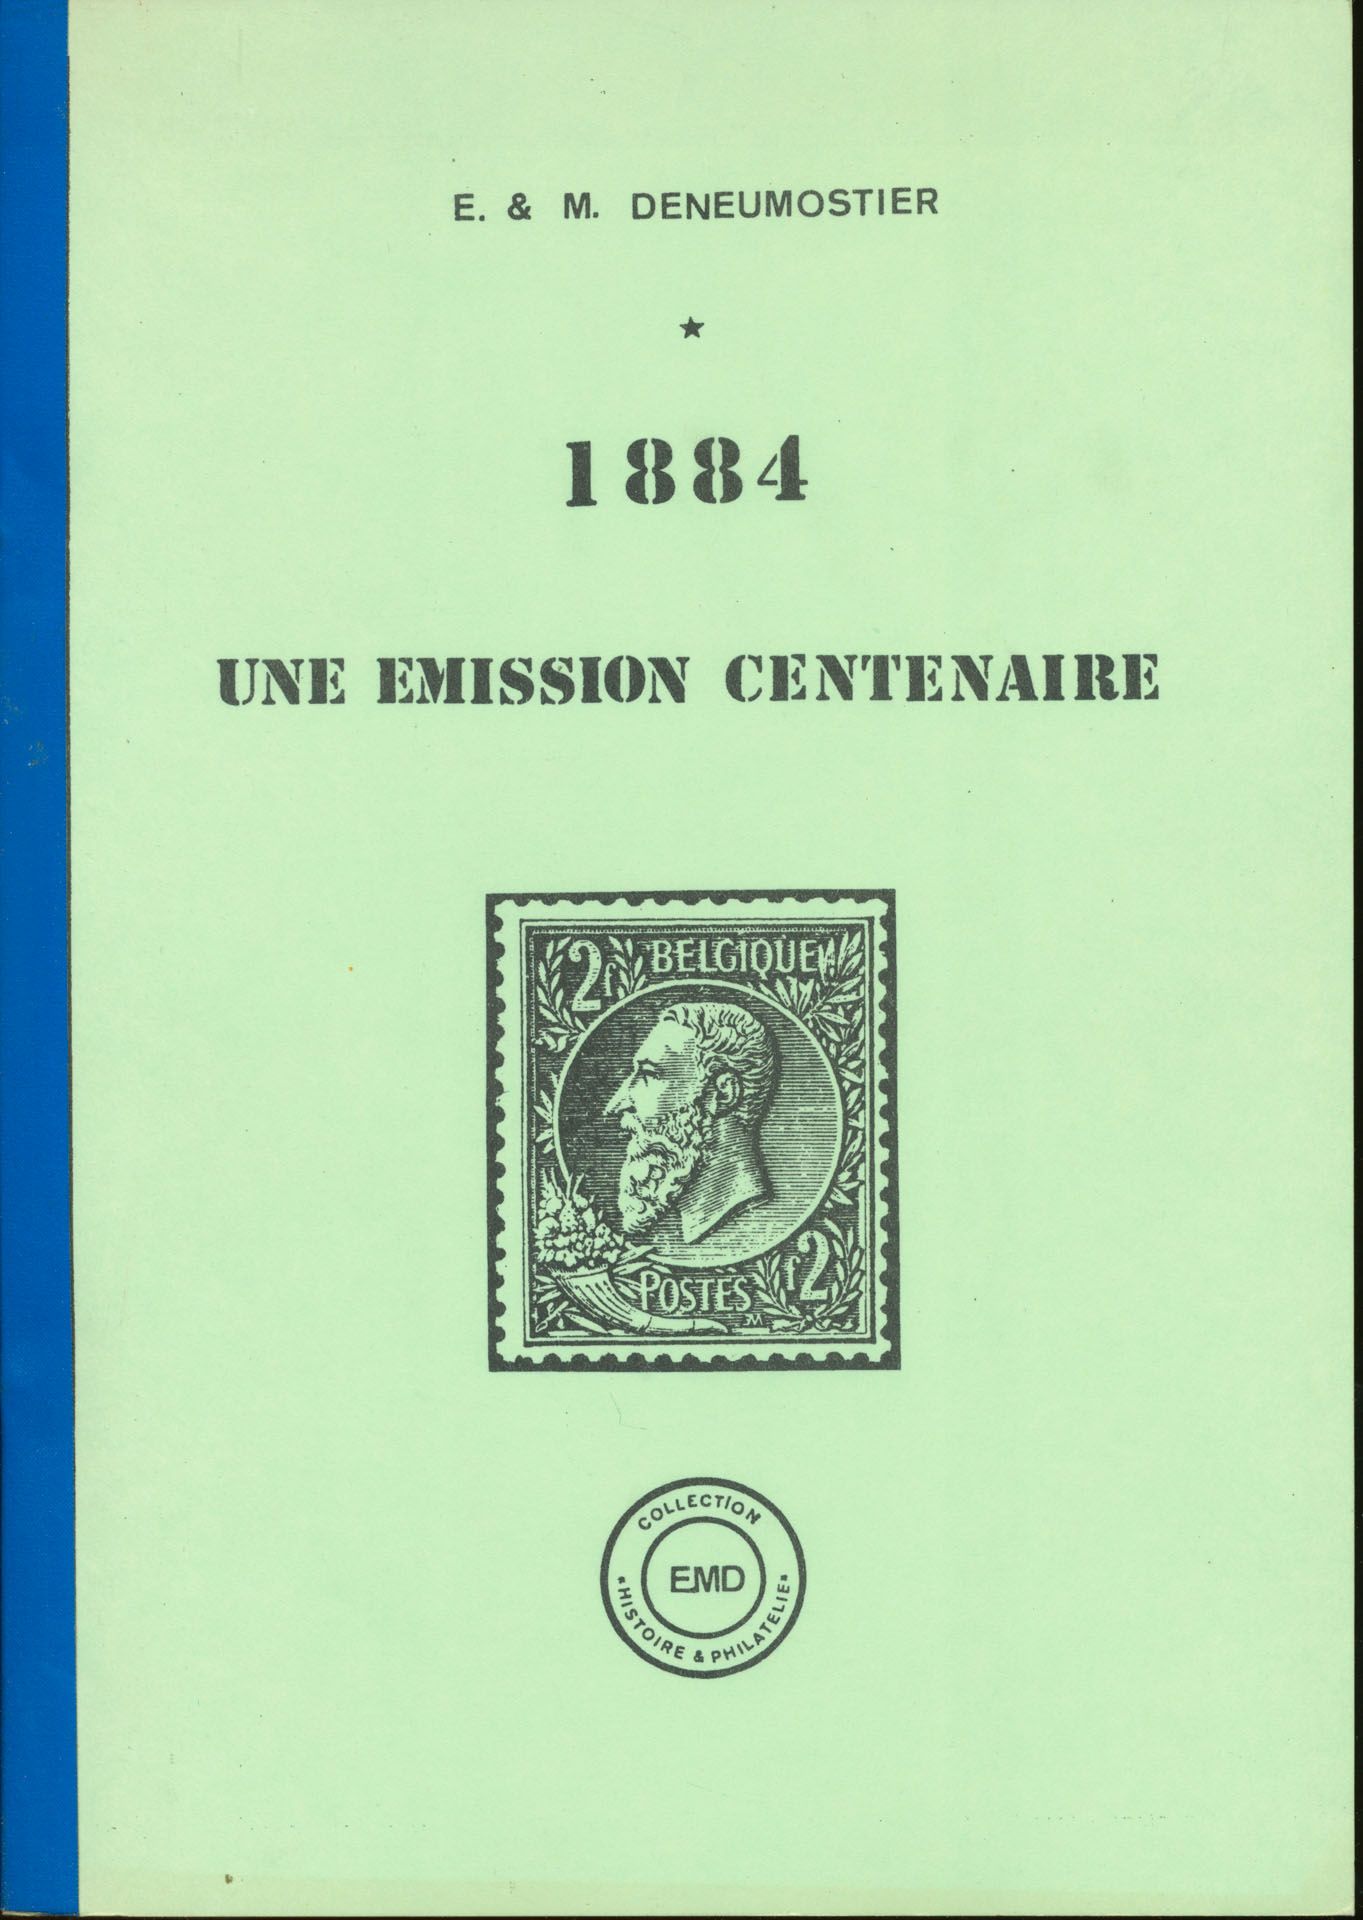 E. & M. DENEUMOSTIER
1884
UNE EMISSION CENTENAIRE
2f BELGIQUE
POSTES f2
M
COLLECTION
EMD
"HISTOIRE & PHILATELIE"